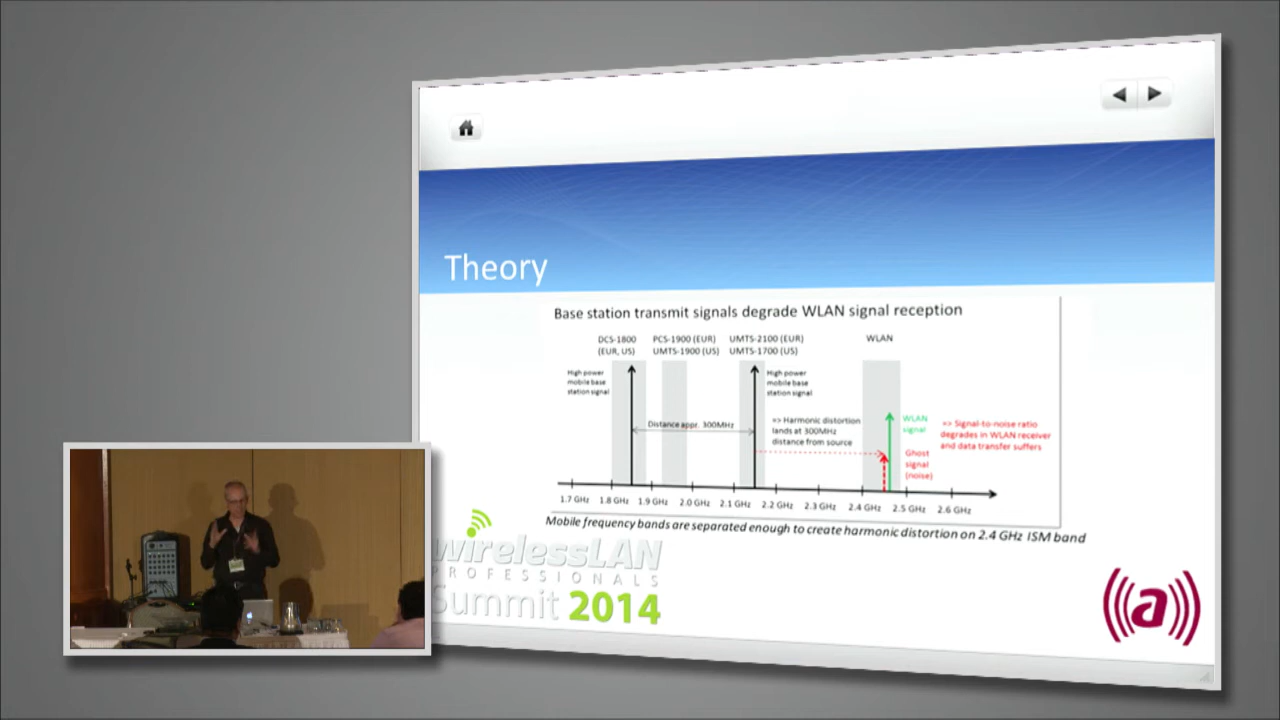 Theory
Base station transmit signals degrade WLAN signal reception
DCS-1800
(EUR, US)
PCS-1900 (EUR)
UMTS-1900 (US)
UMTS-2100 (EUR)
UMTS-1700 (US)
WLAN
High power
mobile base
station signal
High power
mobile base
station signal
Distance appr. 300MHz
=> Harmonic distortion
lands at 300MHz
distance from source
WLAN
signal
Ghost
signal
(noise)
=> Signal-to-noise ratio
degrades in WLAN receiver
and data transfer suffers
1.7 GHz 1.8 GHz 1.9 GHz 2.0 GHz 2.1 GHz 2.2 GHz 2.3 GHz 2.4 GHz 2.5 GHz 2.6 GHz
Mobile frequency bands are separated enough to create harmonic distortion on 2.4 GHz ISM band
wirelessLAN
PROFESSIONALS
Summit 2014
a